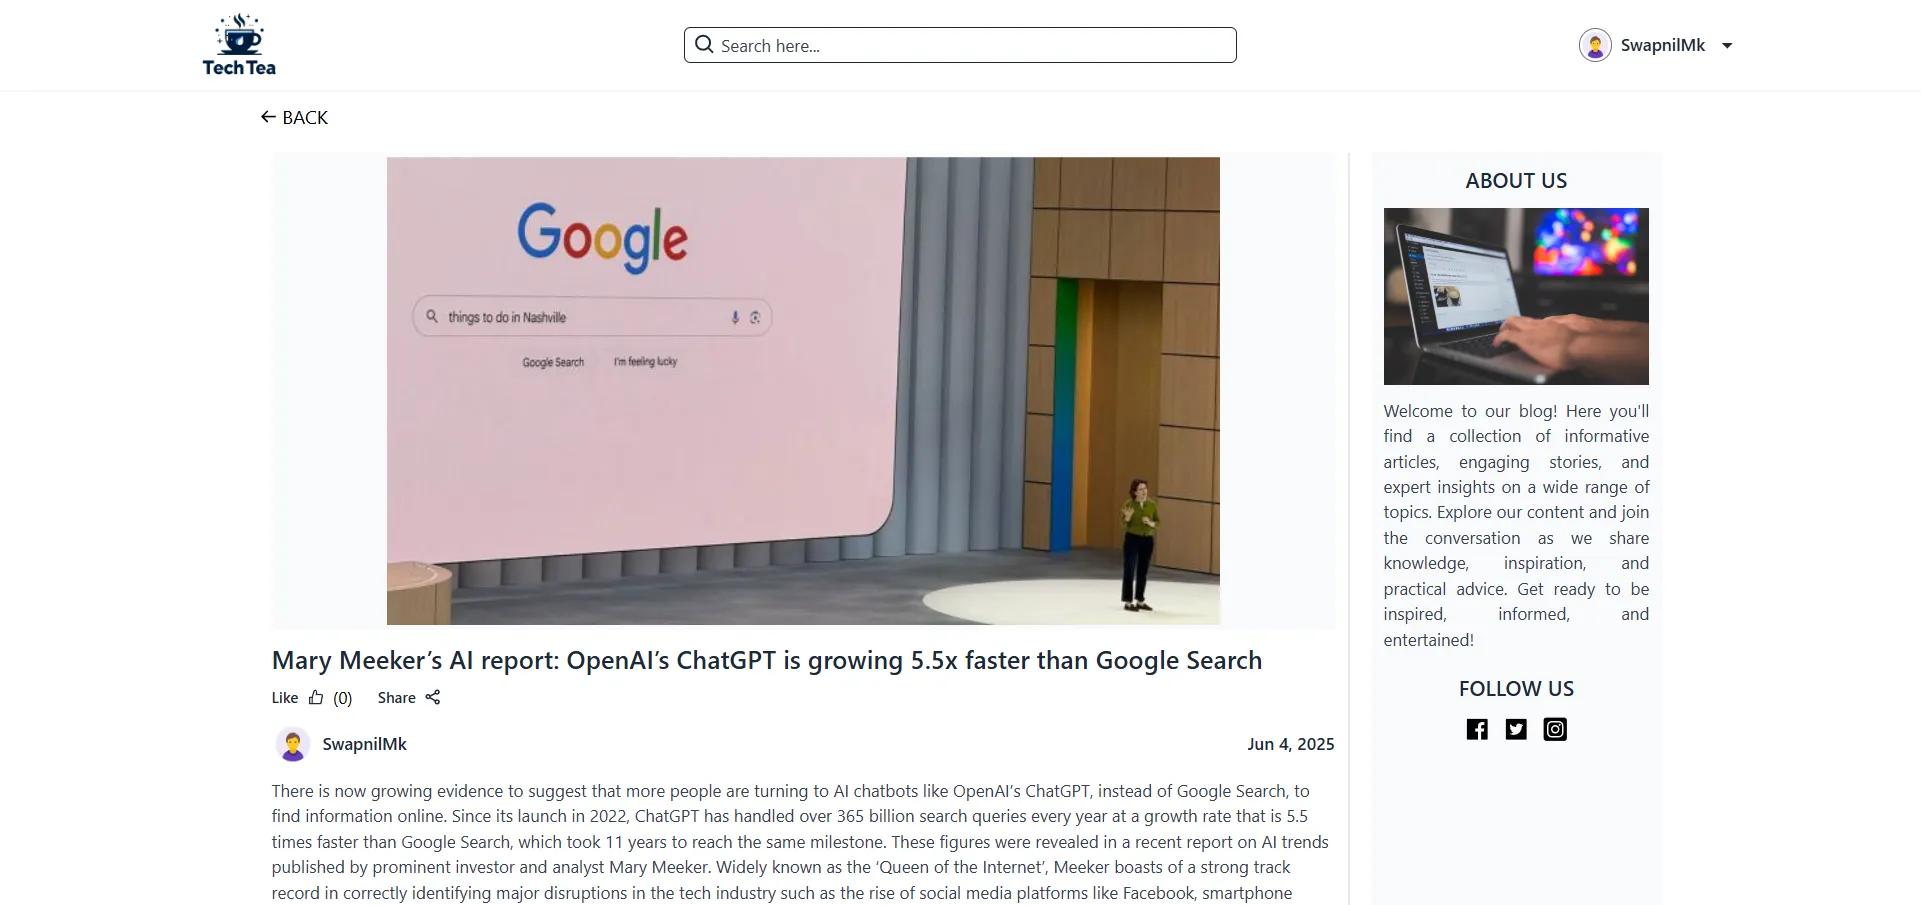 Tech Tea
Search here...
SwapnilMk
BACK
Google
things to do in Nashville
Google Search I'm feeling lucky
Mary Meeker’s AI report: OpenAI’s ChatGPT is growing 5.5x faster than Google Search
Like (0) Share
SwapnilMk
Jun 4, 2025
There is now growing evidence to suggest that more people are turning to AI chatbots like OpenAI’s ChatGPT, instead of Google Search, to
find information online. Since its launch in 2022, ChatGPT has handled over 365 billion search queries every year at a growth rate that is 5.5
times faster than Google Search, which took 11 years to reach the same milestone. These figures were revealed in a recent report on AI trends
published by prominent investor and analyst Mary Meeker. Widely known as the ‘Queen of the Internet’, Meeker boasts of a strong track
record in correctly identifying major disruptions in the tech industry such as the rise of social media platforms like Facebook, smartphone
ABOUT US
Welcome to our blog! Here you'll
find a collection of informative
articles, engaging stories, and
expert insights on a wide range of
topics. Explore our content and join
the conversation as we share
knowledge, inspiration, and
practical advice. Get ready to be
inspired, informed, and
entertained!
FOLLOW US